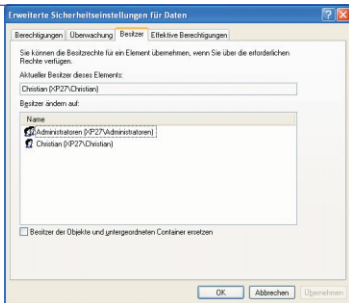 Erweiterte Sicherheitseinstellungen für Daten
Berechtigungen Überwachung Besitzer Effektive Berechtigungen
Sie können die Besitzrechte für ein Element übernehmen, wenn Sie über die erforderlichen
Rechte verfügen.
Aktueller Besitzer dieses Elements:
Christian (XP27\Christian)
Besitzer ändern auf:
Name
Administratoren (XP27\Administratoren)
Christian (XP27\Christian)
Besitzer der Objekte und untergeordneten Container ersetzen
OK Abbrechen Übernehmen